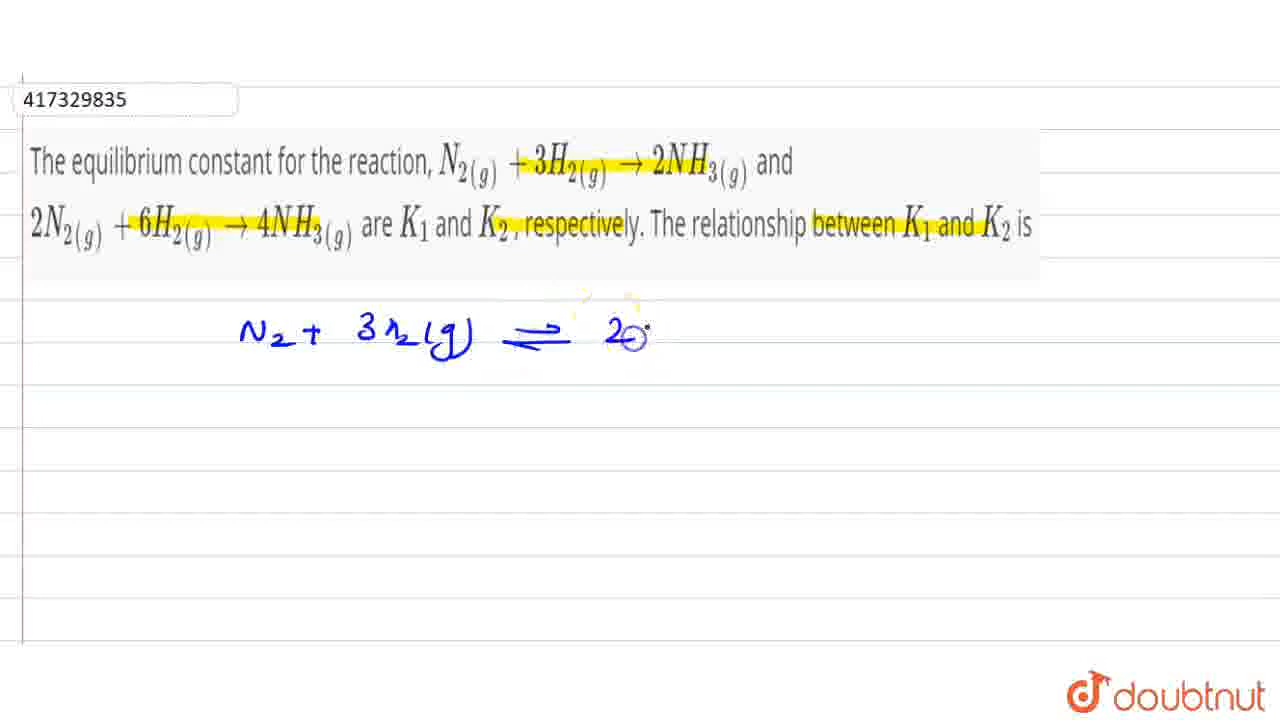 417329835
The equilibrium constant for the reaction, N₂₍g₎ + 3H₂₍g₎ → 2NH₃₍g₎ and
2N₂₍g₎ + 6H₂₍g₎ → 4NH₃₍g₎ are K₁ and K₂, respectively. The relationship between K₁ and K₂ is
N₂ + 3H₂(g) ⇌ 2
doubtnut